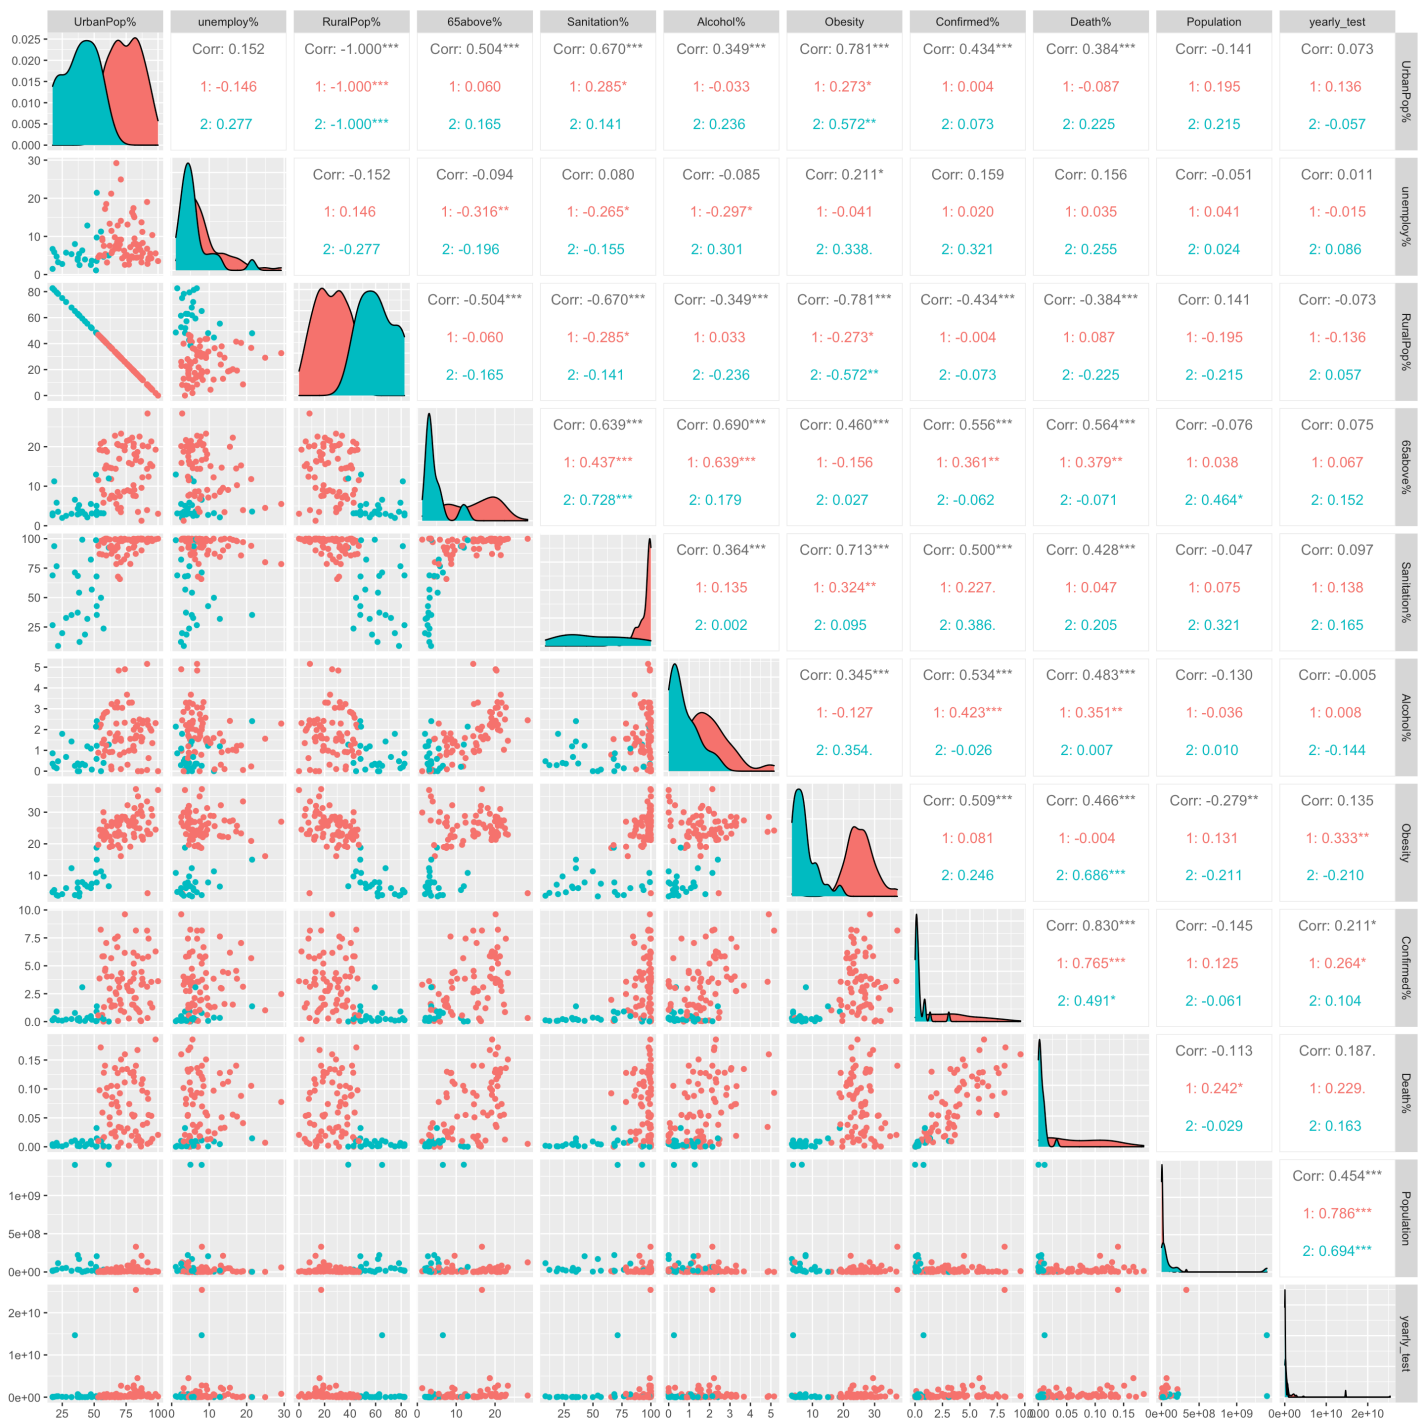 UrbanPop% unemploy% RuralPop% 65above% Sanitation% Alcohol% Obesity Confirmed% Death% Population yearly_test
0.025 Corr: 0.152 Corr: -1.000*** Corr: 0.504*** Corr: 0.670*** Corr: 0.349*** Corr: 0.781*** Corr: 0.434*** Corr: 0.384*** Corr: -0.141 Corr: 0.073
0.020
0.015 1: -0.146 1: -1.000*** 1: 0.060 1: 0.285* 1: -0.033 1: 0.273* 1: 0.004 1: -0.087 1: 0.195 1: 0.136 UrbanPop%
0.010
0.005 2: 0.277 2: -1.000*** 2: 0.165 2: 0.141 2: 0.236 2: 0.572** 2: 0.073 2: 0.225 2: 0.215 2: -0.057
0.000
30 Corr: -0.152 Corr: -0.094 Corr: 0.080 Corr: -0.085 Corr: 0.211* Corr: 0.159 Corr: 0.156 Corr: -0.051 Corr: 0.011
20 1: 0.146 1: -0.316** 1: -0.265* 1: -0.297* 1: -0.041 1: 0.020 1: 0.035 1: 0.041 1: -0.015 unemploy%
10 2: -0.277 2: -0.196 2: -0.155 2: 0.301 2: 0.338. 2: 0.321 2: 0.255 2: 0.024 2: 0.086
0
80 Corr: -0.504*** Corr: -0.670*** Corr: -0.349*** Corr: -0.781*** Corr: -0.434*** Corr: -0.384*** Corr: 0.141 Corr: -0.073
60
40 1: -0.060 1: -0.285* 1: 0.033 1: -0.273* 1: -0.004 1: 0.087 1: -0.195 1: -0.136 RuralPop%
20 2: -0.165 2: -0.141 2: -0.236 2: -0.572** 2: -0.073 2: -0.225 2: -0.215 2: 0.057
0
Corr: 0.639*** Corr: 0.690*** Corr: 0.460*** Corr: 0.556*** Corr: 0.564*** Corr: -0.076 Corr: 0.075
20 1: 0.437*** 1: 0.639*** 1: -0.156 1: 0.361** 1: 0.379** 1: 0.038 1: 0.067 65above%
10 2: 0.728*** 2: 0.179 2: 0.027 2: -0.062 2: -0.071 2: 0.464* 2: 0.152
0
100 Corr: 0.364*** Corr: 0.713*** Corr: 0.500*** Corr: 0.428*** Corr: -0.047 Corr: 0.097
75 1: 0.135 1: 0.324** 1: 0.227. 1: 0.047 1: 0.075 1: 0.138 Sanitation%
50
25 2: 0.002 2: 0.095 2: 0.386. 2: 0.205 2: 0.321 2: 0.165
5 Corr: 0.345*** Corr: 0.534*** Corr: 0.483*** Corr: -0.130 Corr: -0.005
4
3 1: -0.127 1: 0.423*** 1: 0.351** 1: -0.036 1: 0.008 Alcohol%
2
1 2: 0.354. 2: -0.026 2: 0.007 2: 0.010 2: -0.144
0
Corr: 0.509*** Corr: 0.466*** Corr: -0.279** Corr: 0.135
30
20 1: 0.081 1: -0.004 1: 0.131 1: 0.333** Obesity
10 2: 0.246 2: 0.686*** 2: -0.211 2: -0.210
10.0 Corr: 0.830*** Corr: -0.145 Corr: 0.211*
7.5
5.0 1: 0.765*** 1: 0.125 1: 0.264* Confirmed%
2.5 2: 0.491* 2: -0.061 2: 0.104
0.0
Corr: -0.113 Corr: 0.187.
0.15
0.10 1: 0.242* 1: 0.229. Death%
0.05 2: -0.029 2: 0.163
0.00
Corr: 0.454***
1e+09 1: 0.786*** Population
5e+08 2: 0.694***
0e+00
2e+10
1e+10 yearly_test
0e+00
25 50 75 100 0 10 20 30 0 20 40 60 80 0 10 20 25 50 75 100 0 1 2 3 4 5 10 20 30 0.0 2.5 5.0 7.5 10.0 0.00 0.05 0.10 0.15 0e+00 5e+08 1e+09 0e+00 1e+10 2e+10